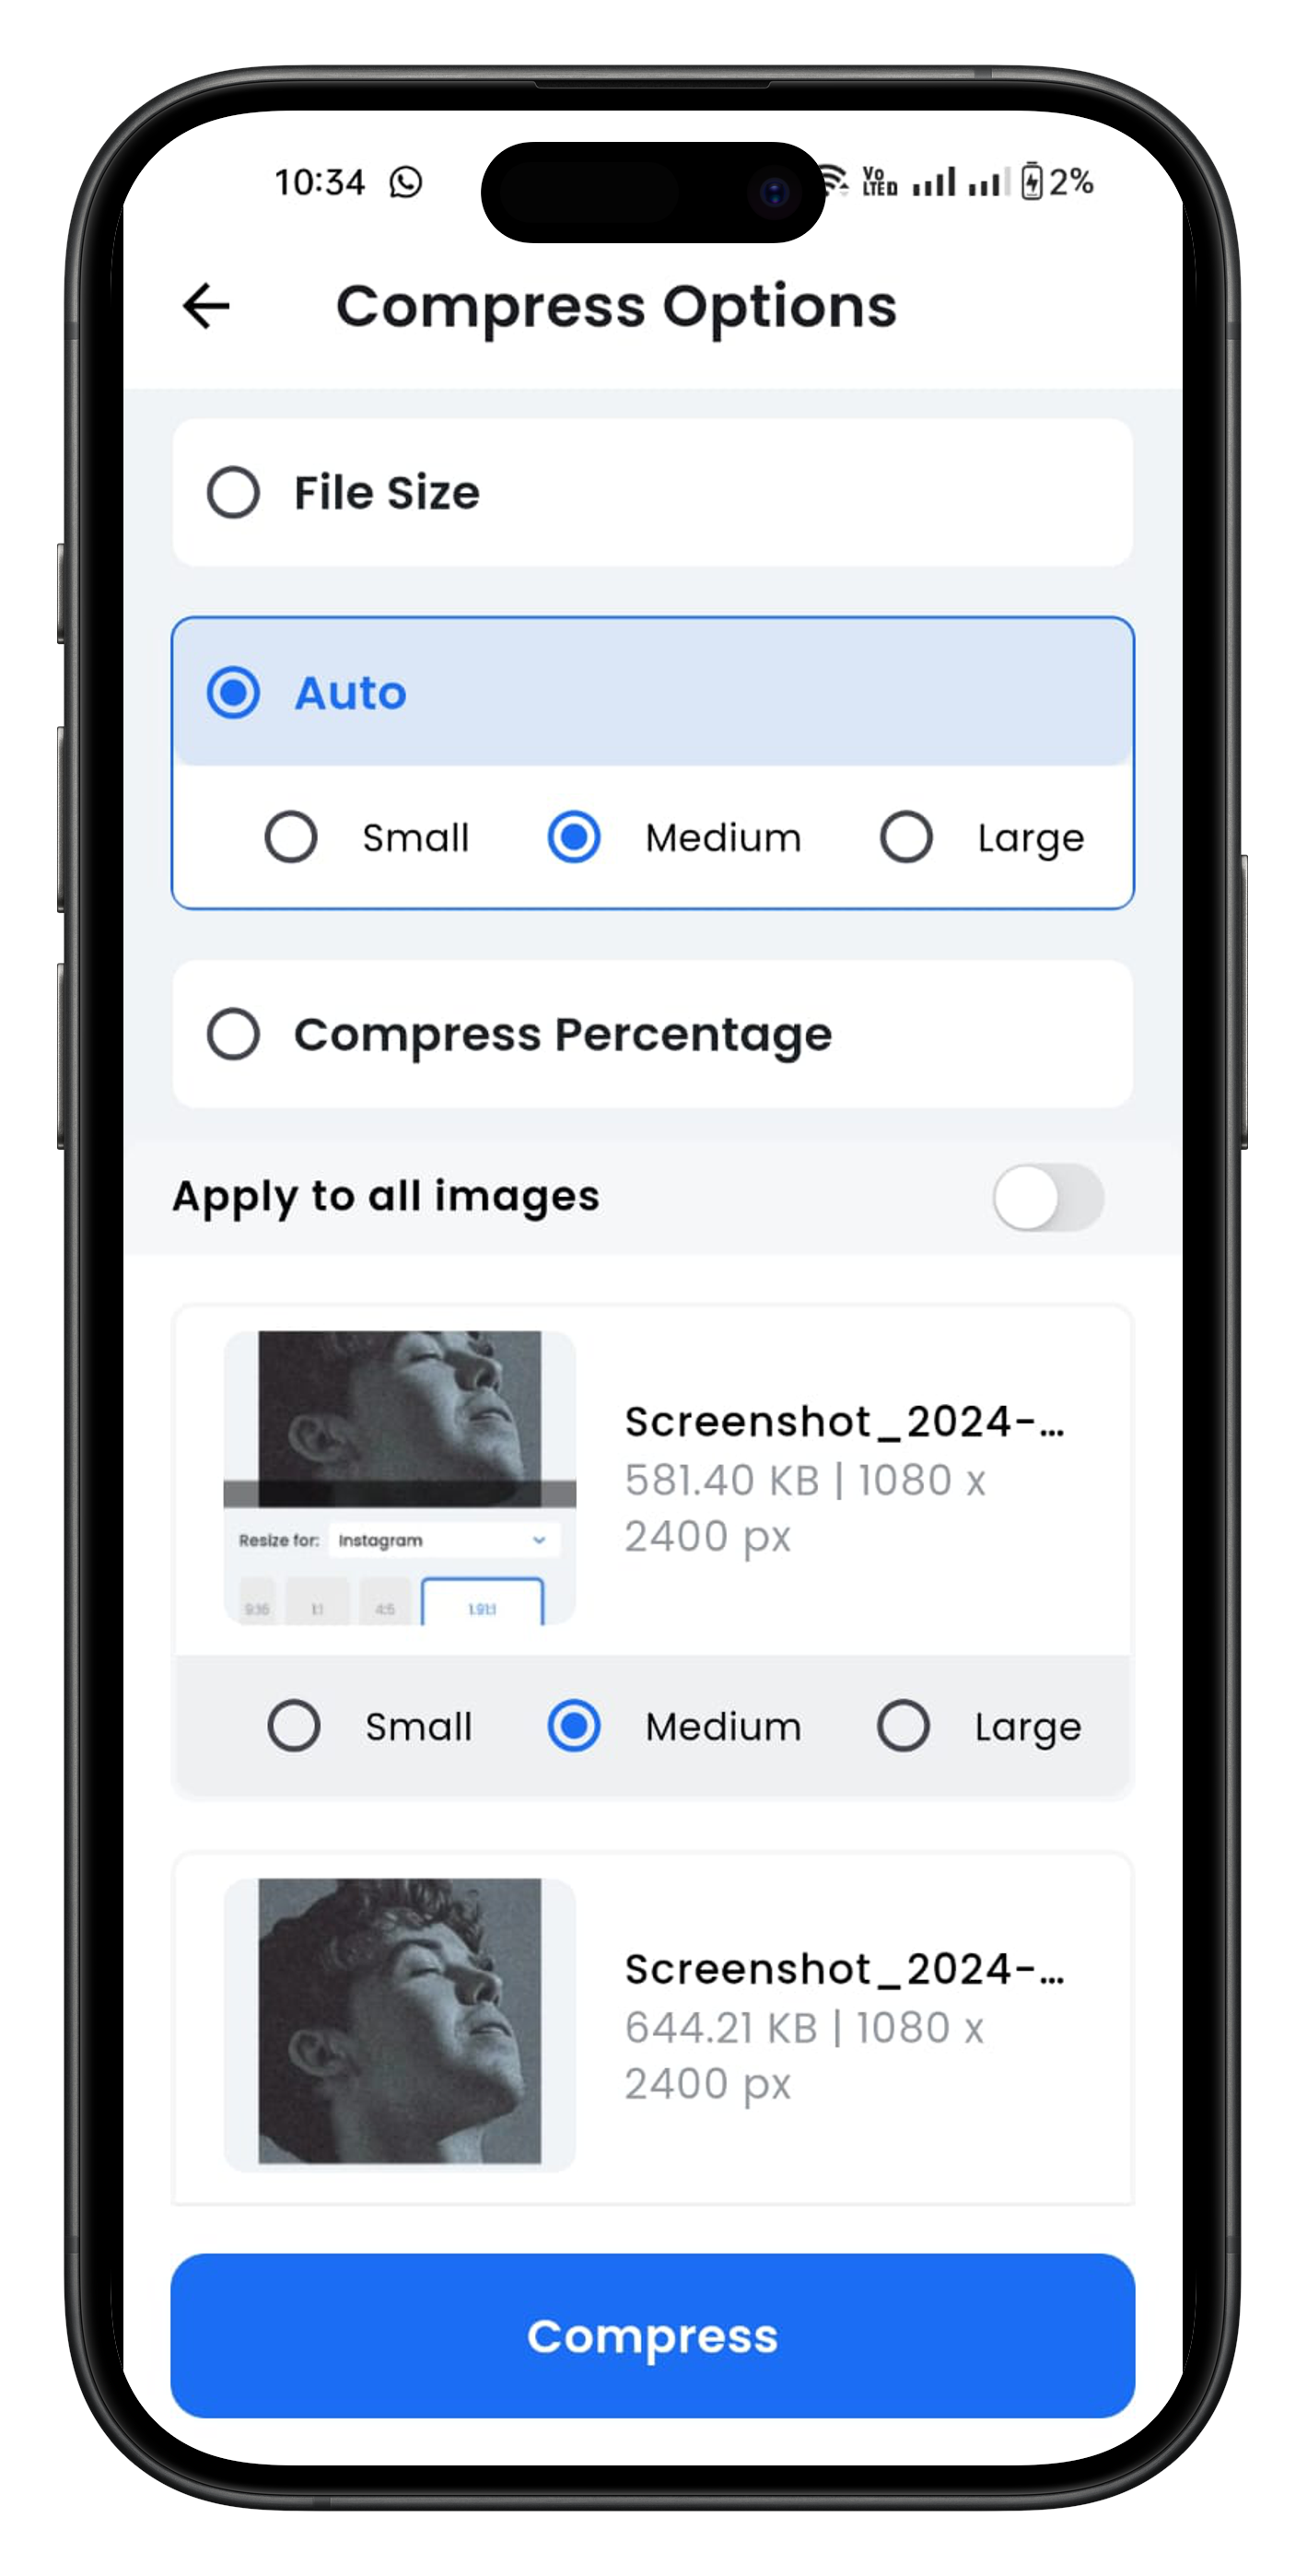 10:34 Vo LTE 2%
Compress Options
File Size
Auto
Small Medium Large
Compress Percentage
Apply to all images
Screenshot_2024-...
581.40 KB | 1080 x
2400 px
Resize for: Instagram
9:16 1:1 4:5 1.91:1
Small Medium Large
Screenshot_2024-...
644.21 KB | 1080 x
2400 px
Compress